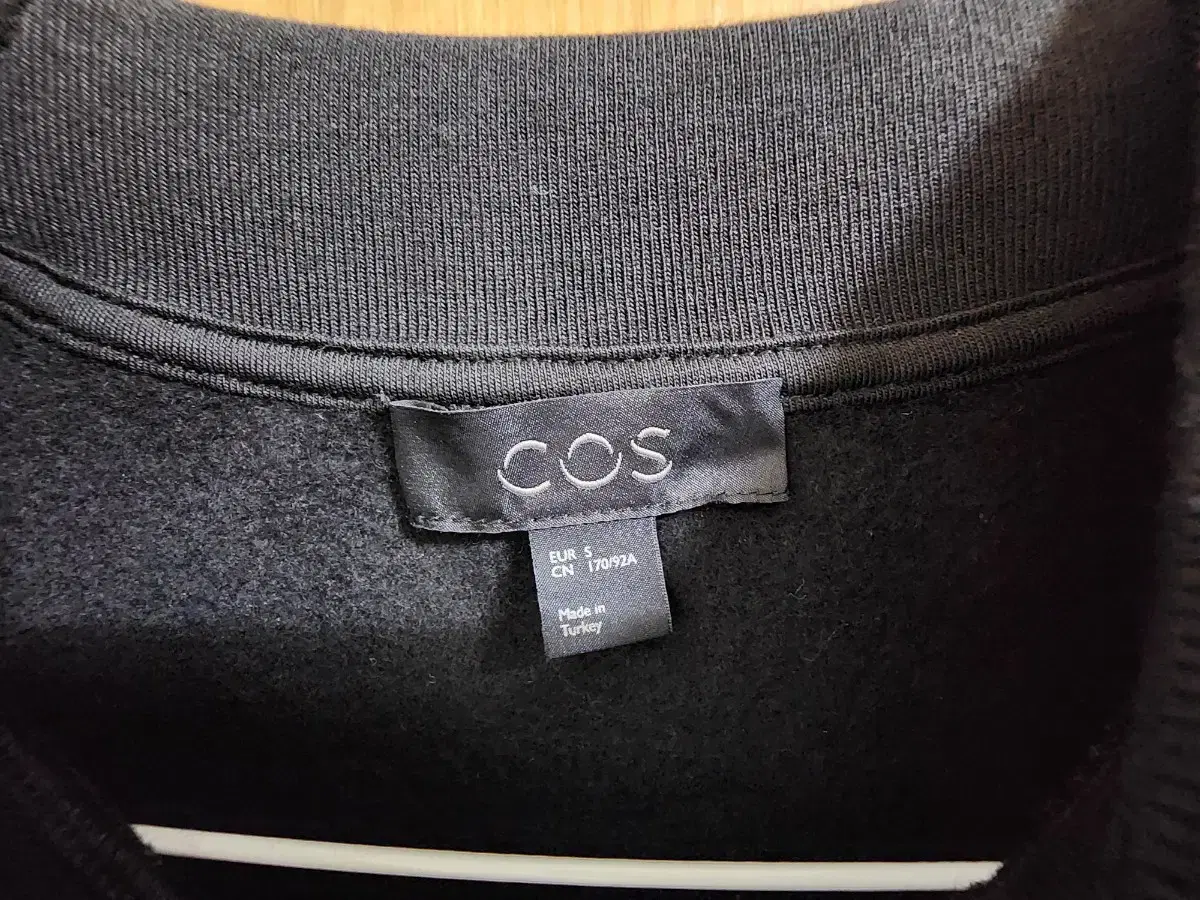 COS
EUR S
CN 170/92A
Made in
Turkey